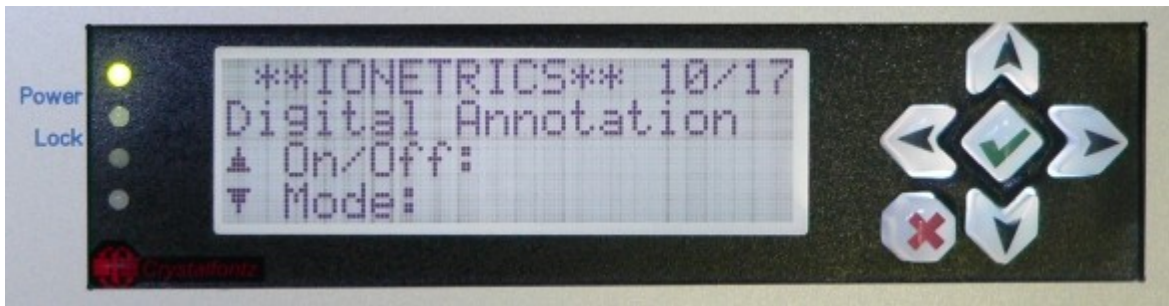 Power
Lock
**IONETRICS** 10/17
Digital Annotation
▲ On/Off:
▼ Mode:
Crystalfontz